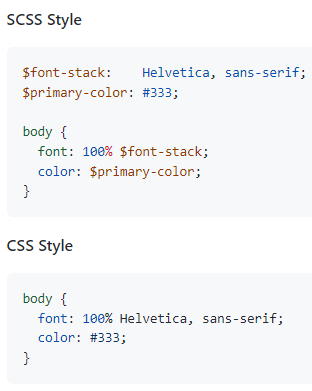 SCSS Style
$font-stack:    Helvetica, sans-serif;
$primary-color: #333;
body {
  font: 100% $font-stack;
  color: $primary-color;
}
CSS Style
body {
  font: 100% Helvetica, sans-serif;
  color: #333;
}